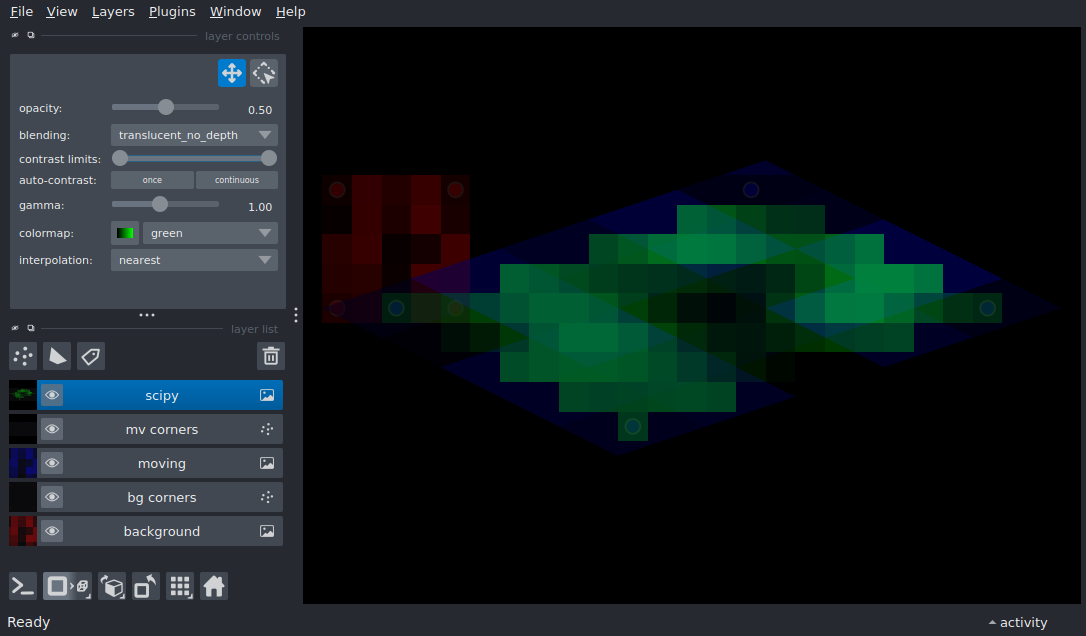 File View Layers Plugins Window Help
layer controls
opacity: 0.50
blending: translucent_no_depth
contrast limits:
auto-contrast: once continuous
gamma: 1.00
colormap: green
interpolation: nearest
layer list
scipy
mv corners
moving
bg corners
background
Ready activity